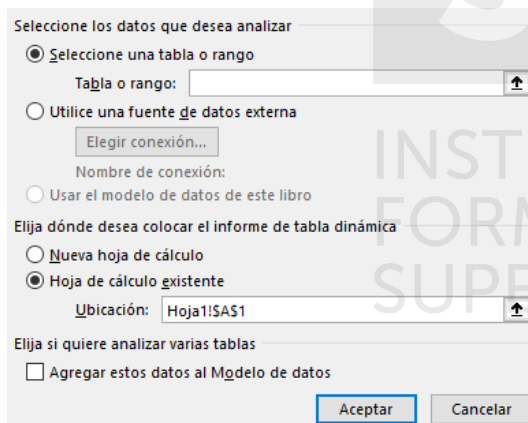 Seleccione los datos que desea analizar
Seleccione una tabla o rango
Tabla o rango:
Utilice una fuente de datos externa
Elegir conexión...
Nombre de conexión:
Usar el modelo de datos de este libro
Elija dónde desea colocar el informe de tabla dinámica
Nueva hoja de cálculo
Hoja de cálculo existente
Ubicación: Hoja1!$A$1
Elija si quiere analizar varias tablas
Agregar estos datos al Modelo de datos
Aceptar Cancelar
INST
FORM
SUPE